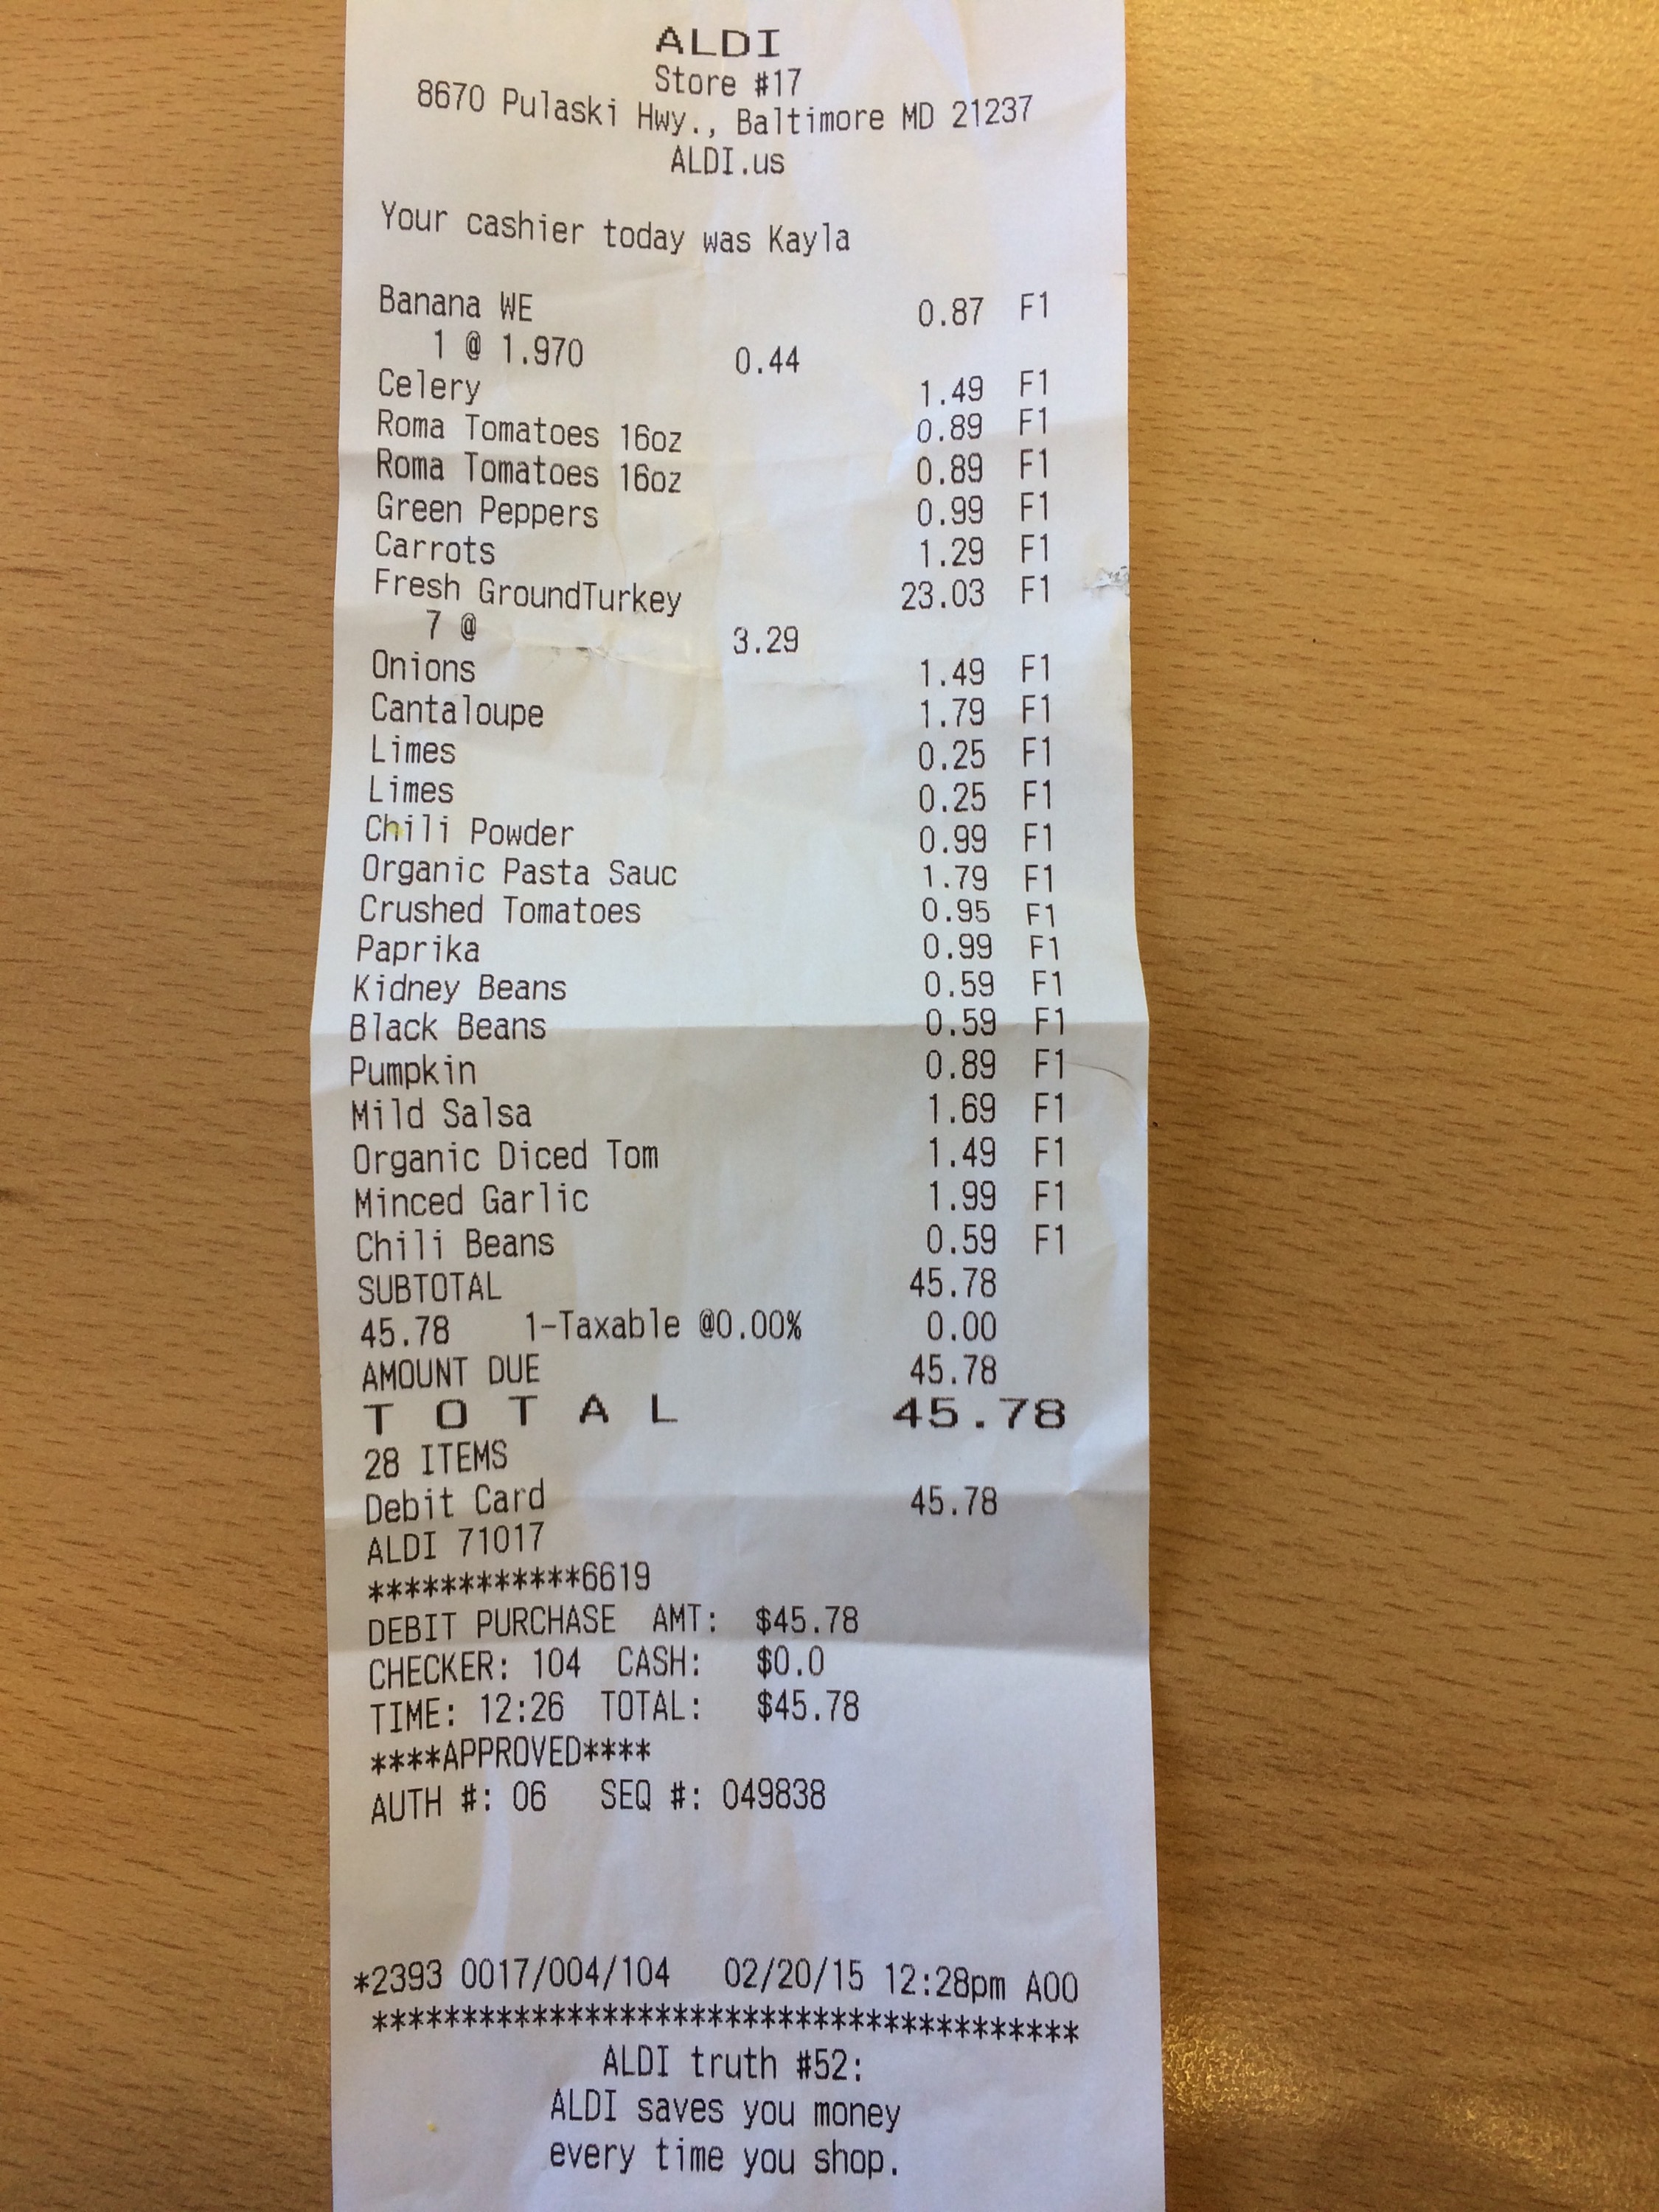 ALDI
Store #17
8670 Pulaski Hwy., Baltimore MD 21237
ALDI.us
Your cashier today was Kayla
Banana WE 0.87 F1
1 @ 1.970 0.44
Celery 1.49 F1
Roma Tomatoes 16oz 0.89 F1
Roma Tomatoes 16oz 0.89 F1
Green Peppers 0.99 F1
Carrots 1.29 F1
Fresh GroundTurkey 23.03 F1
7 @ 3.29
Onions 1.49 F1
Cantaloupe 1.79 F1
Limes 0.25 F1
Limes 0.25 F1
Chili Powder 0.99 F1
Organic Pasta Sauc 1.79 F1
Crushed Tomatoes 0.95 F1
Paprika 0.99 F1
Kidney Beans 0.59 F1
Black Beans 0.59 F1
Pumpkin 0.89 F1
Mild Salsa 1.69 F1
Organic Diced Tom 1.49 F1
Minced Garlic 1.99 F1
Chili Beans 0.59 F1
SUBTOTAL 45.78
45.78 1-Taxable @0.00% 0.00
AMOUNT DUE 45.78
T O T A L 45.78
28 ITEMS
Debit Card 45.78
ALDI 71017
************6619
DEBIT PURCHASE AMT: $45.78
CHECKER: 104 CASH: $0.0
TIME: 12:26 TOTAL: $45.78
****APPROVED****
AUTH #: 06 SEQ #: 049838
*2393 0017/004/104 02/20/15 12:28pm A00
****************************************
ALDI truth #52:
ALDI saves you money
every time you shop.